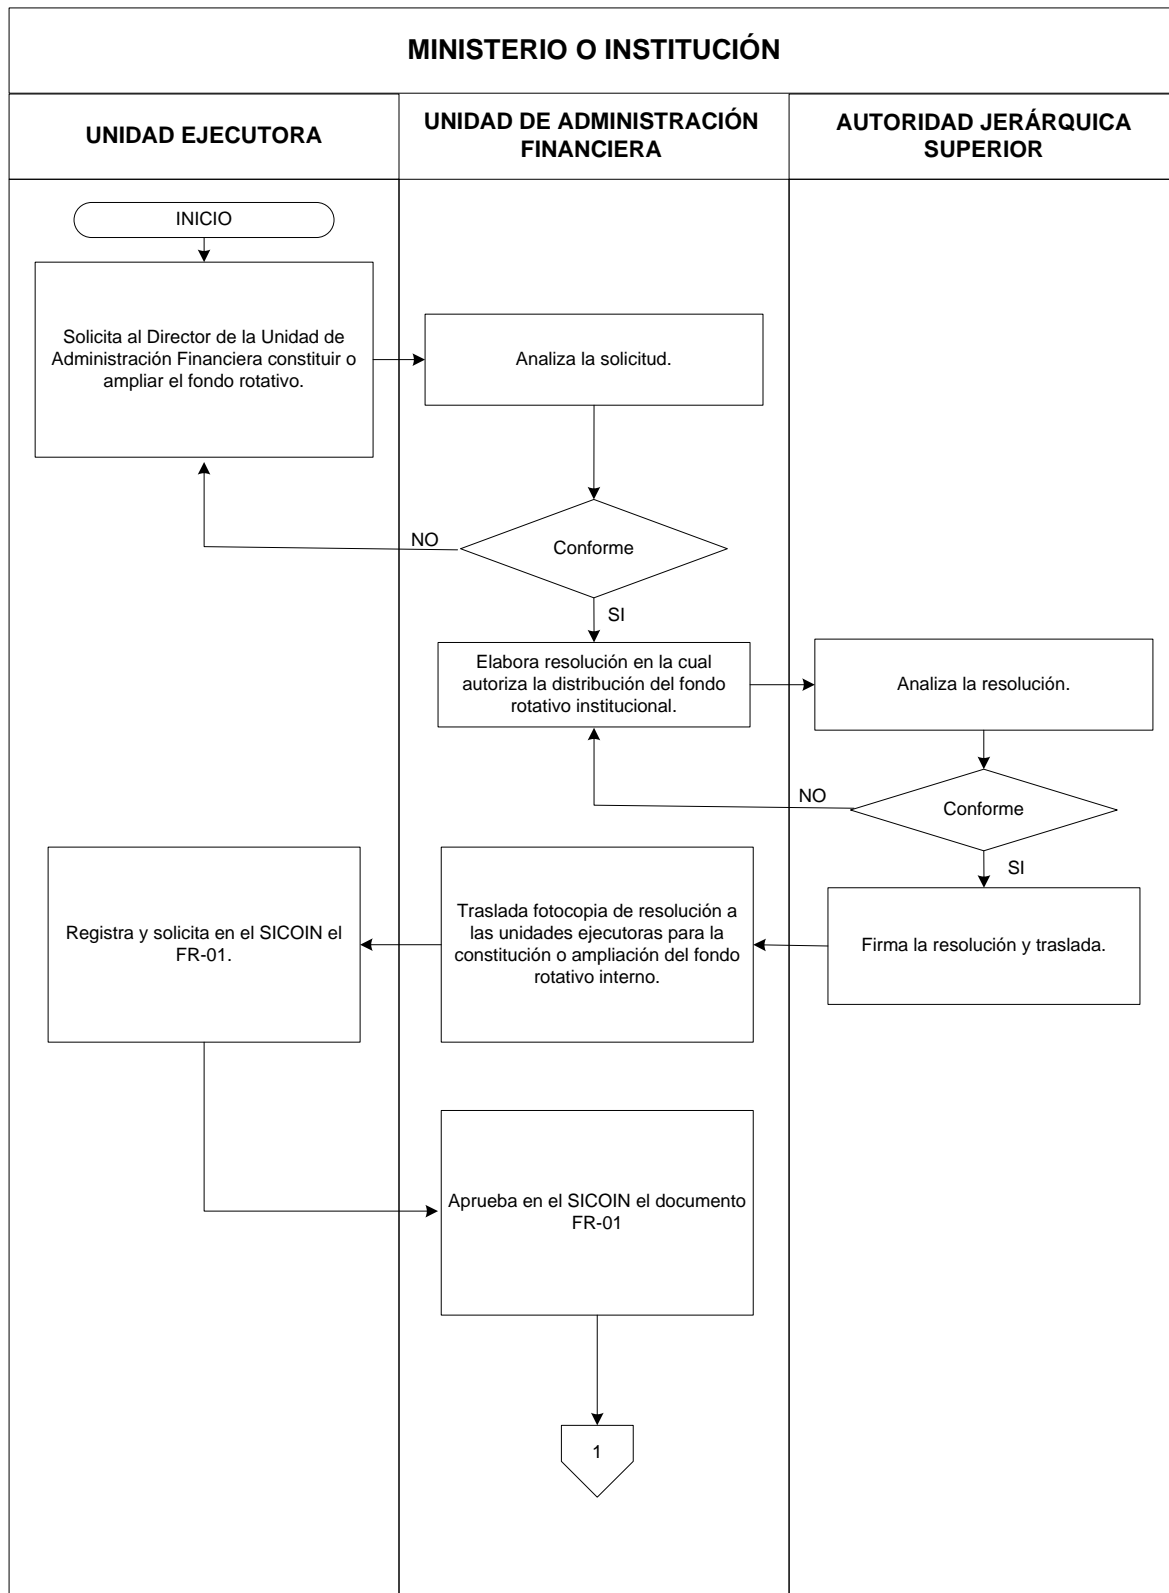 MINISTERIO O INSTITUCIÓN
UNIDAD EJECUTORA
UNIDAD DE ADMINISTRACIÓN
FINANCIERA
AUTORIDAD JERÁRQUICA
SUPERIOR
INICIO
Solicita al Director de la Unidad de
Administración Financiera constituir o
ampliar el fondo rotativo.
Analiza la solicitud.
NO
Conforme
SI
Elabora resolución en la cual
autoriza la distribución del fondo
rotativo institucional.
Analiza la resolución.
NO
Conforme
SI
Firma la resolución y traslada.
Traslada fotocopia de resolución a
las unidades ejecutoras para la
constitución o ampliación del fondo
rotativo interno.
Registra y solicita en el SICOIN el
FR-01.
Aprueba en el SICOIN el documento
FR-01
1